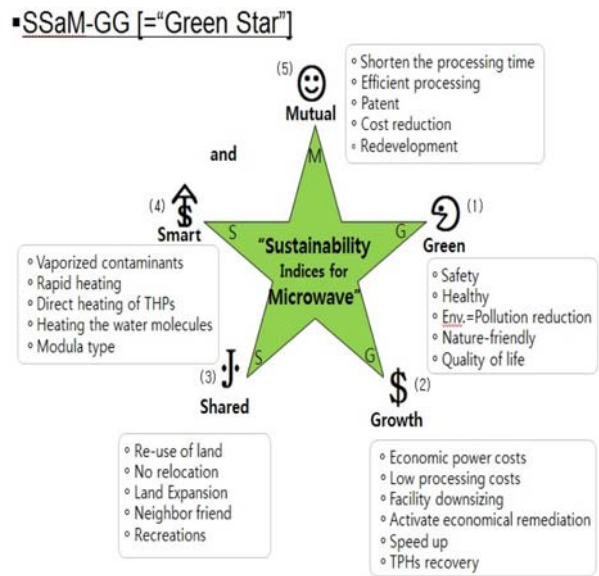 ▪SSaM-GG [="Green Star"]
(5)
Mutual
∘ Shorten the processing time
∘ Efficient processing
∘ Patent
∘ Cost reduction
∘ Redevelopment
and
M
(4)
Smart
S
∘ Vaporized contaminants
∘ Rapid heating
∘ Direct heating of THPs
∘ Heating the water molecules
∘ Modula type
"Sustainability
Indices for
Microwave"
G
(1)
Green
∘ Safety
∘ Healthy
∘ Env.=Pollution reduction
∘ Nature-friendly
∘ Quality of life
S
(3)
Shared
∘ Re-use of land
∘ No relocation
∘ Land Expansion
∘ Neighbor friend
∘ Recreations
G
$ (2)
Growth
∘ Economic power costs
∘ Low processing costs
∘ Facility downsizing
∘ Activate economical remediation
∘ Speed up
∘ TPHs recovery